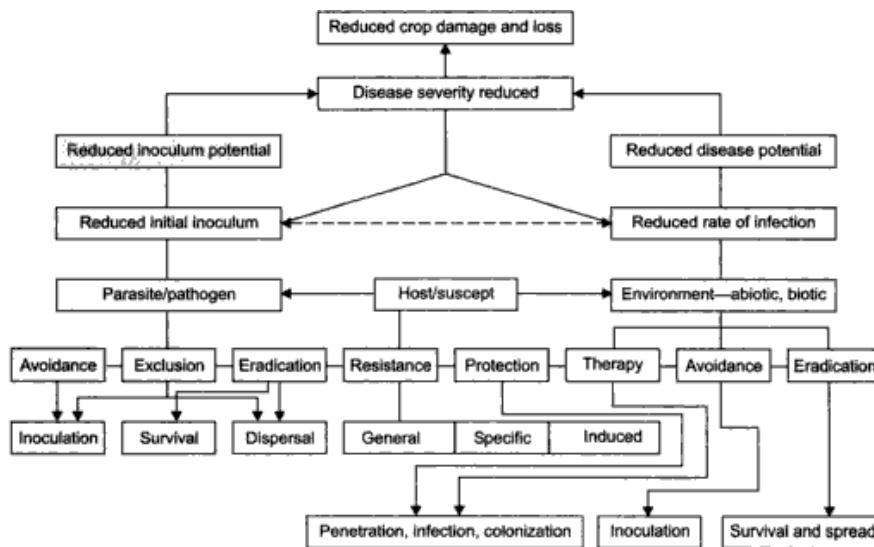 Reduced crop damage and loss
Disease severity reduced
Reduced inoculum potential
Reduced disease potential
Reduced initial inoculum
Reduced rate of infection
Parasite/pathogen
Host/suscept
Environment—abiotic, biotic
Avoidance
Exclusion
Eradication
Resistance
Protection
Therapy
Avoidance
Eradication
Inoculation
Survival
Dispersal
General
Specific
Induced
Penetration, infection, colonization
Inoculation
Survival and spread